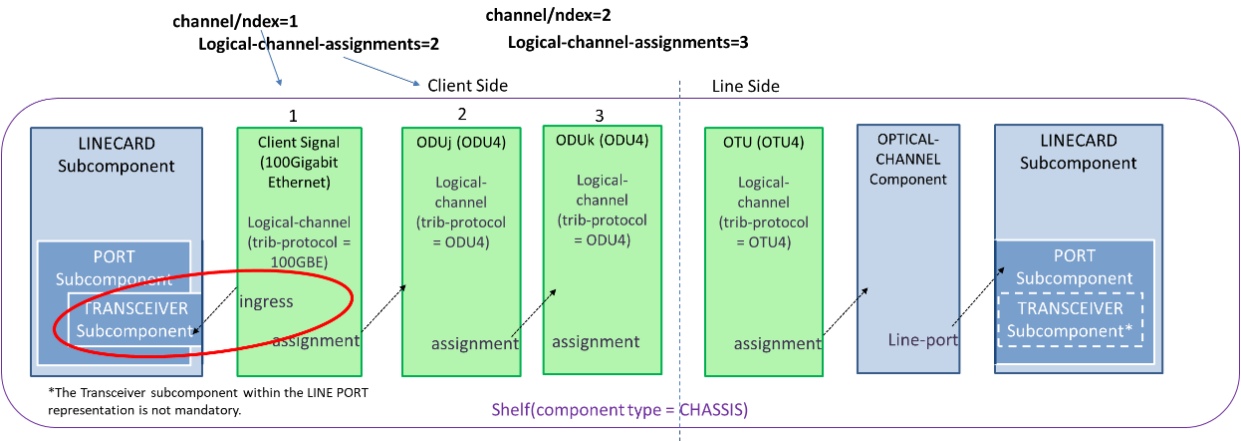 channel/ndex=1
Logical-channel-assignments=2
channel/ndex=2
Logical-channel-assignments=3
Client Side
Line Side
LINECARD
Subcomponent
PORT
Subcomponent
TRANSCEIVER
Subcomponent
1
Client Signal
(100Gigabit
Ethernet)
Logical-channel
(trib-protocol =
100GBE)
ingress
assignment
2
ODUj (ODU4)
Logical-
channel
(trib-protocol
= ODU4)
assignment
3
ODUk (ODU4)
Logical-
channel
(trib-protocol
= ODU4)
assignment
OTU (OTU4)
Logical-
channel
(trib-protocol
= OTU4)
assignment
OPTICAL-
CHANNEL
Component
Line-port
LINECARD
Subcomponent
PORT
Subcomponent
TRANSCEIVER
Subcomponent*
*The Transceiver subcomponent within the LINE PORT
representation is not mandatory.
Shelf(component type = CHASSIS)